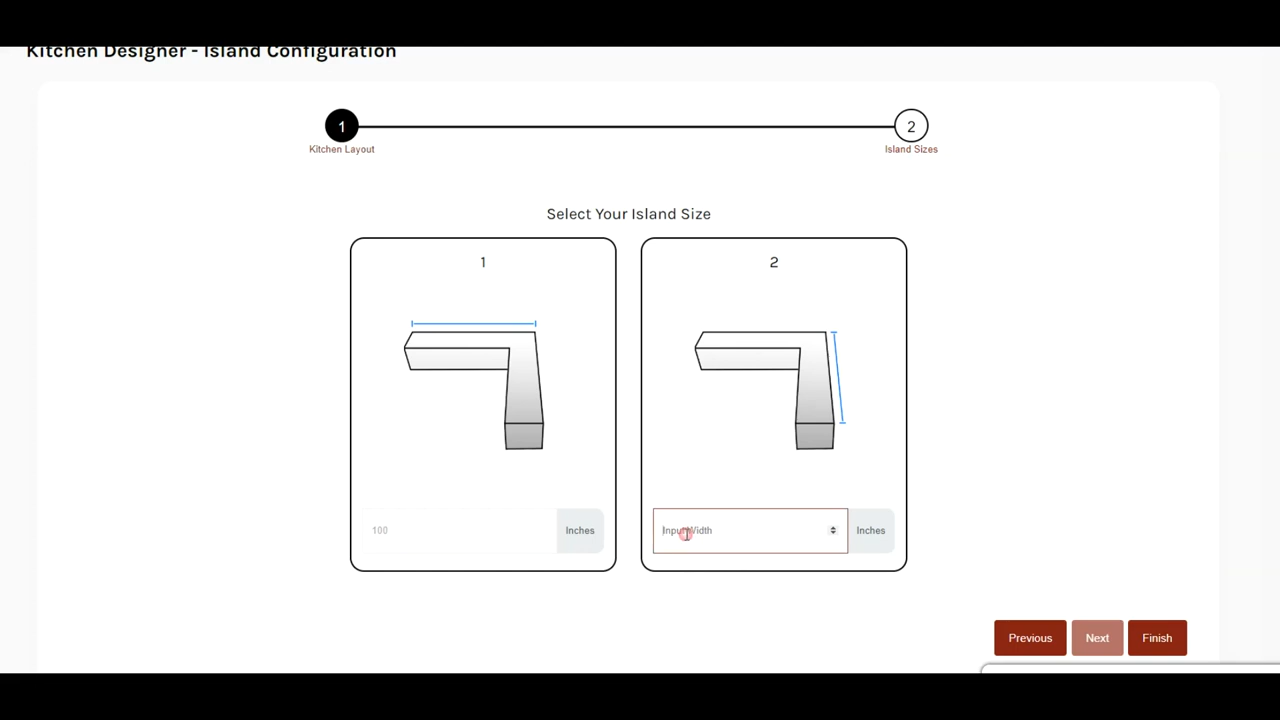 Kitchen Designer - Island Configuration
1
2
Kitchen Layout
Island Sizes
Select Your Island Size
1
2
100
Inches
Input Width
Inches
Previous
Next
Finish